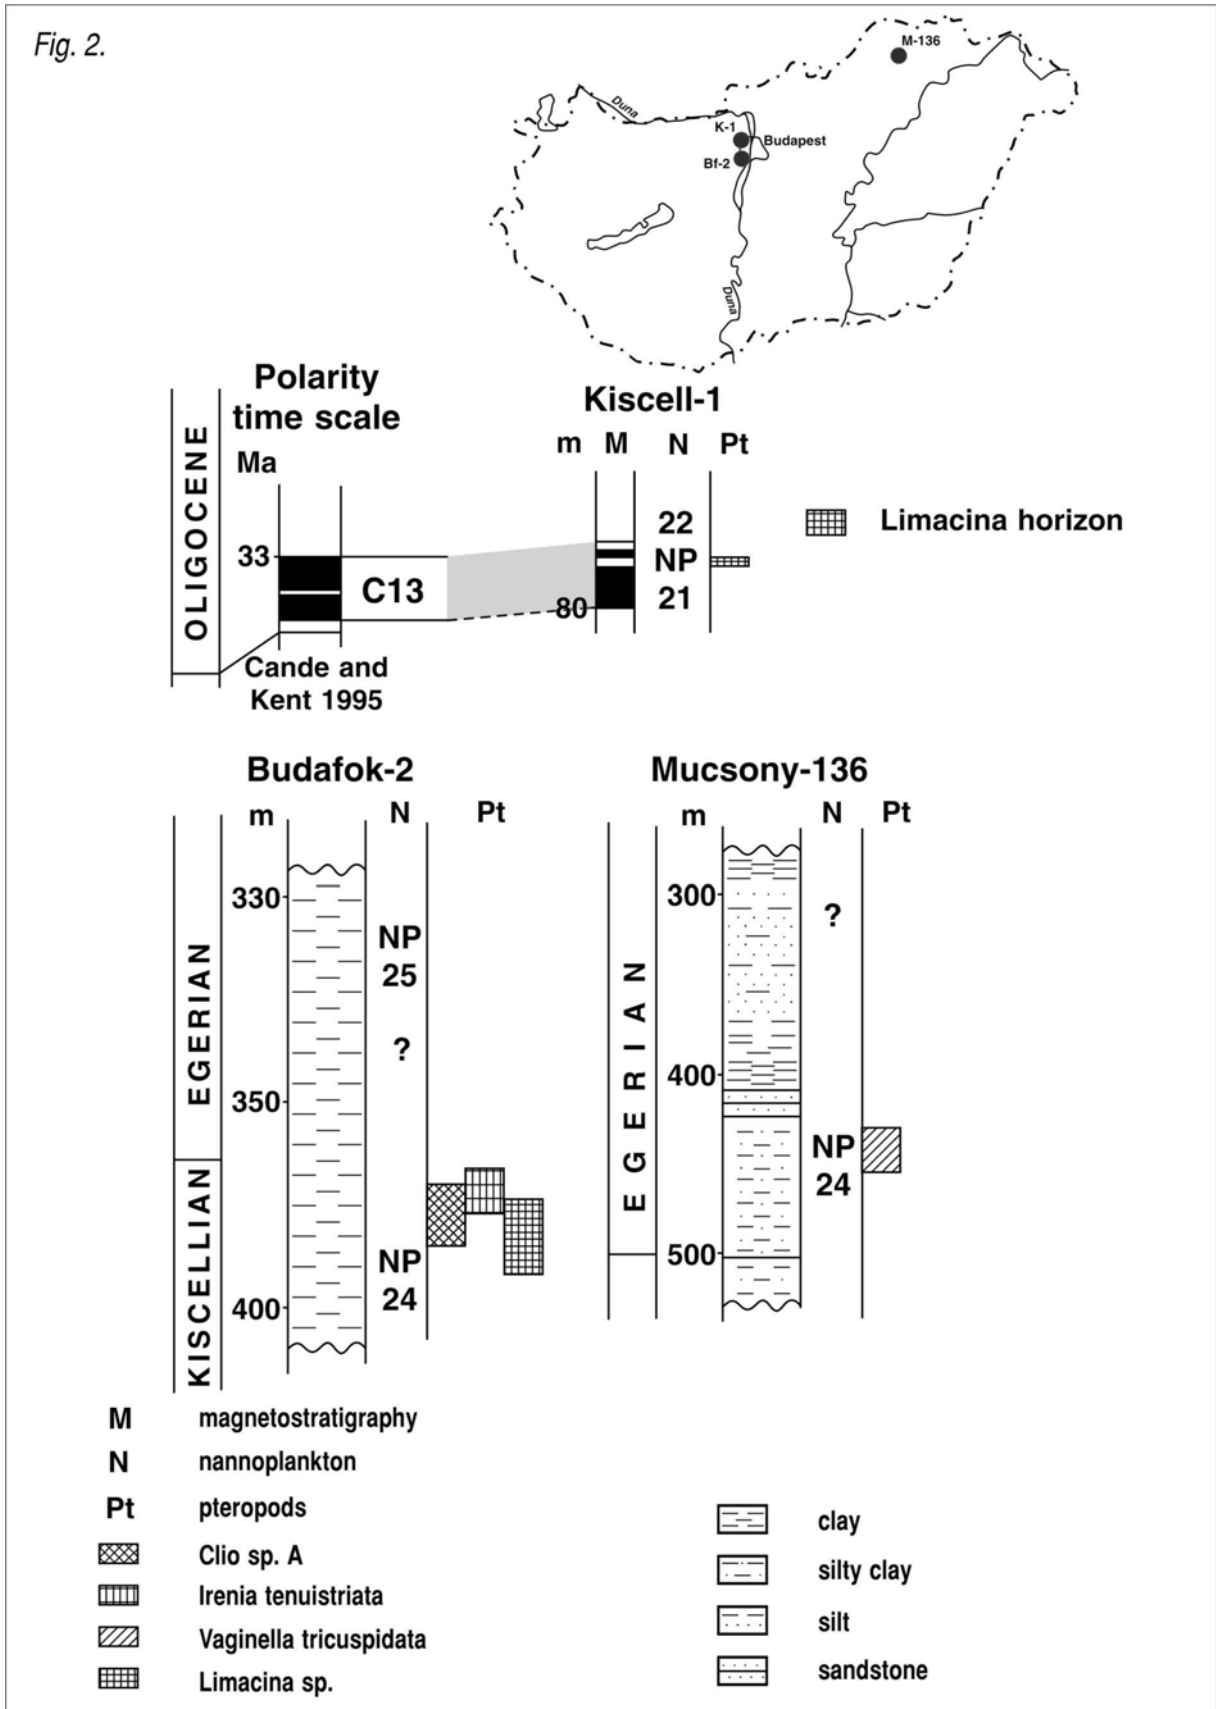 Fig. 2.
M-136
Duna
K-1
Budapest
Bf-2
Duna
Polarity
time scale
Ma
OLIGOCENE
33
C13
Cande and
Kent 1995
Kiscell-1
m M N Pt
22
NP
21
80
Limacina horizon
Budafok-2
m N Pt
EGERIAN
KISCELLIAN
330
350
400
NP
25
?
NP
24
Mucsony-136
m N Pt
EGERIAN
300
400
500
?
NP
24
M magnetostratigraphy
N nannoplankton
Pt pteropods
Clio sp. A
Irenia tenuistriata
Vaginella tricuspidata
Limacina sp.
clay
silty clay
silt
sandstone